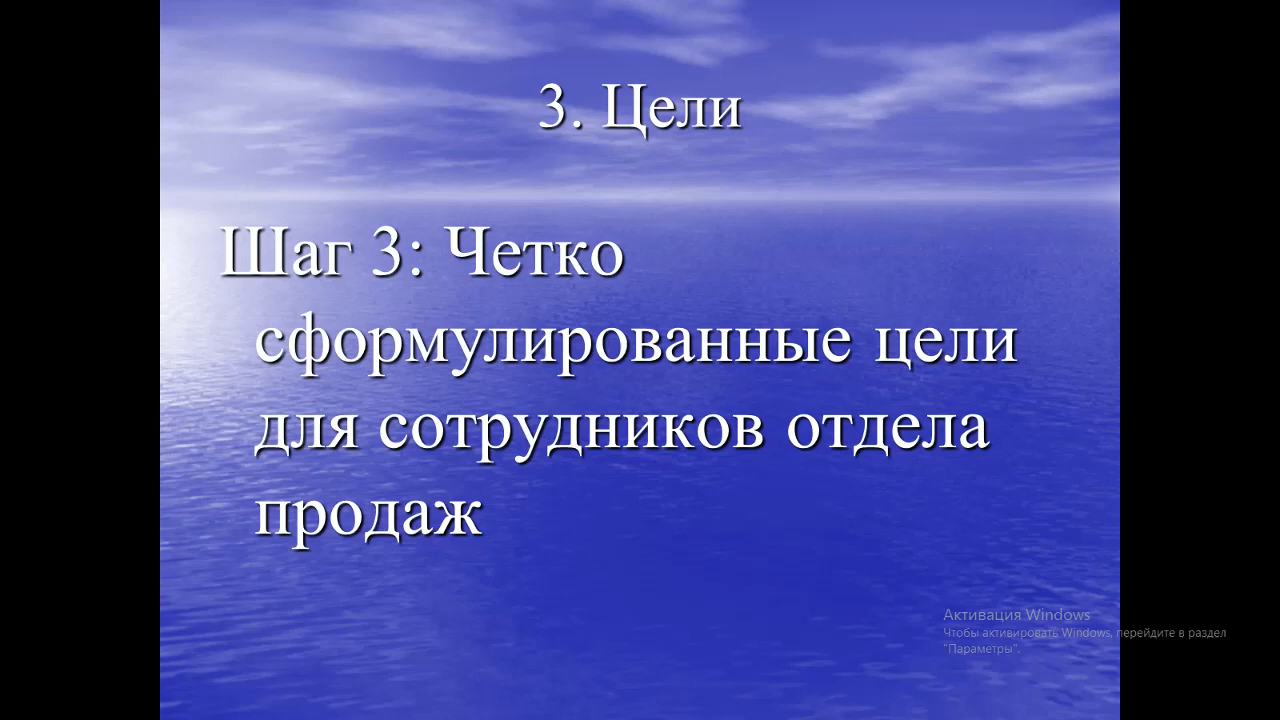 3. Цели
Шаг 3: Четко
сформулированные цели
для сотрудников отдела
продаж
Активация Windows
Чтобы активировать Windows, перейдите в раздел
"Параметры".